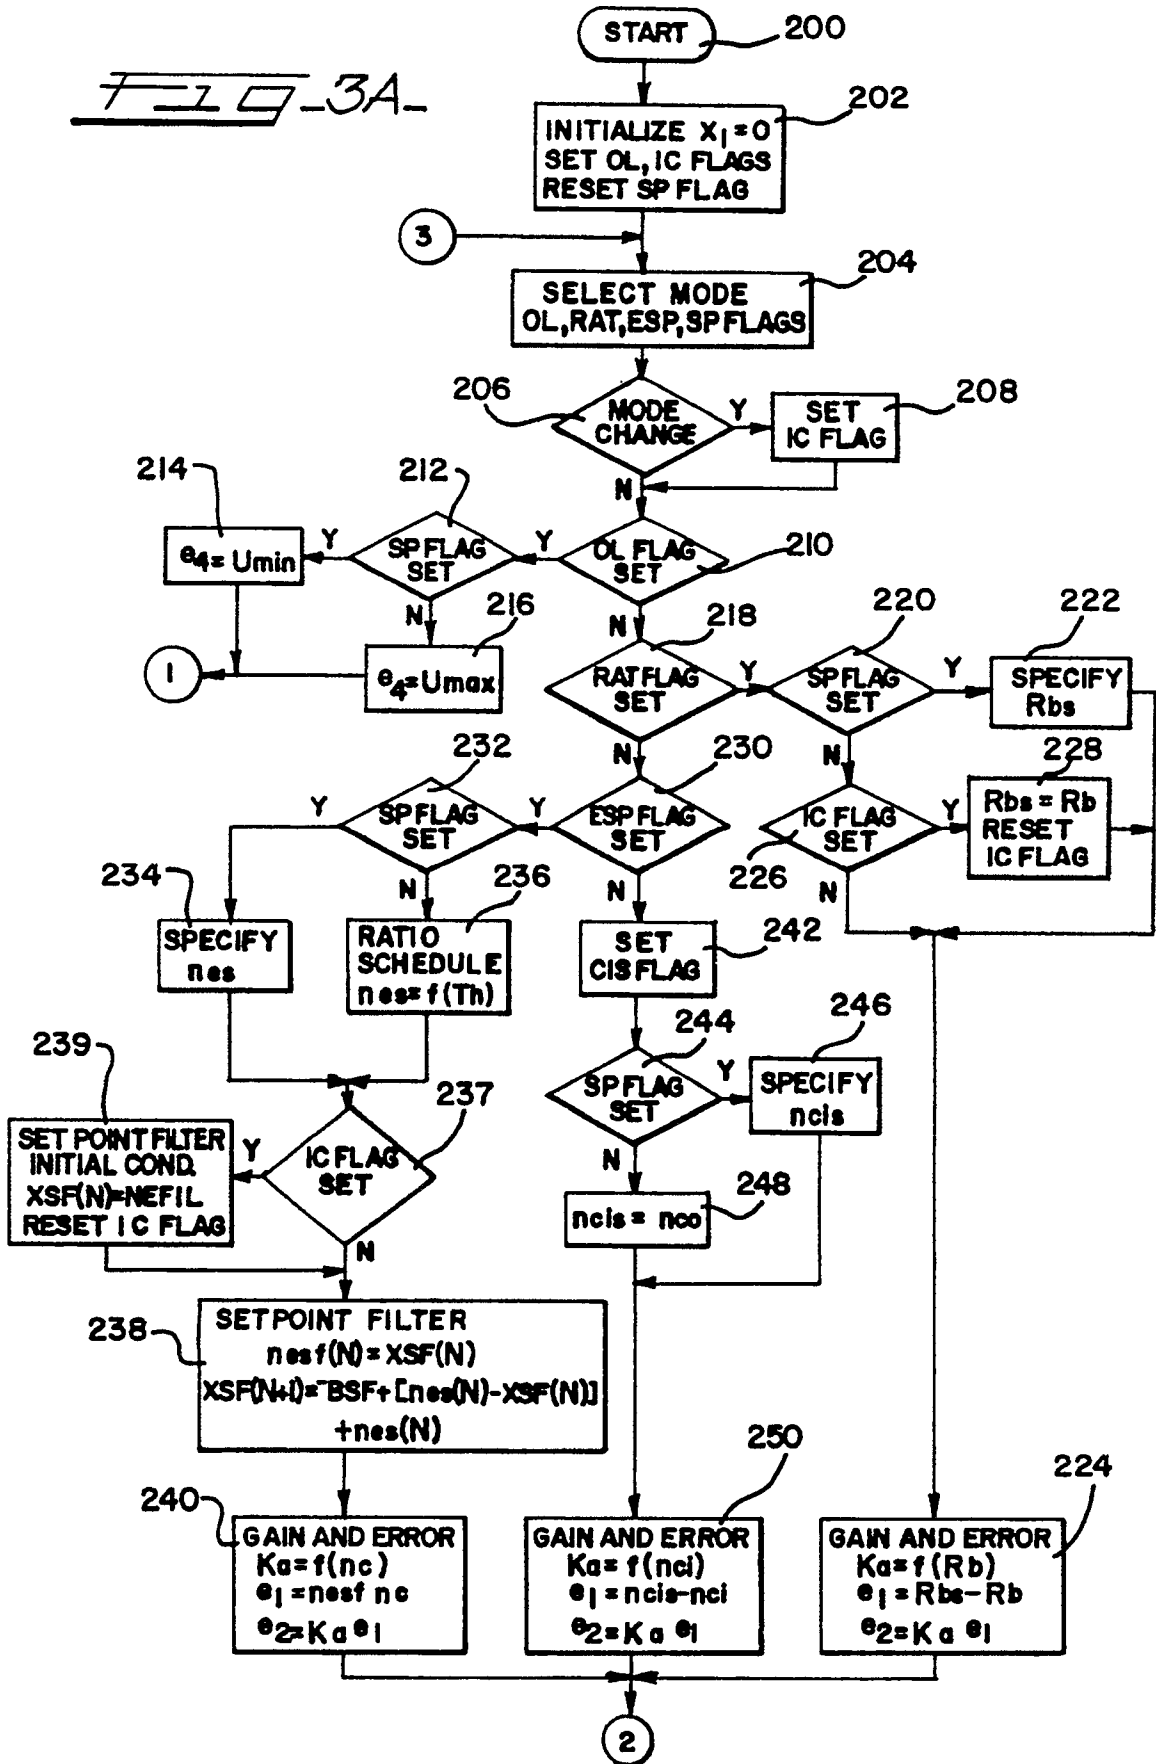 Fig-3A-
START
200
202
INITIALIZE X1=0
SET OL, IC FLAGS
RESET SP FLAG
3
204
SELECT MODE
OL,RAT,ESP,SP FLAGS
206
MODE
CHANGE
Y
208
SET
IC FLAG
N
214
212
e4=Umin
Y
SP FLAG
SET
Y
OL FLAG
SET
210
N
216
N
218
220
222
1
e4=Umax
RAT FLAG
SET
Y
SP FLAG
SET
Y
SPECIFY
Rbs
232
N
230
N
228
Y
SP FLAG
SET
Y
ESP FLAG
SET
IC FLAG
SET
Y
Rbs = Rb
RESET
IC FLAG
226
234
N
236
N
N
SPECIFY
nes
RATIO
SCHEDULE
nes=f(Th)
SET
CIS FLAG
242
239
244
246
SP FLAG
SET
Y
SPECIFY
ncis
237
SET POINT FILTER
INITIAL COND.
XSF(N)=NEFIL
RESET IC FLAG
Y
IC FLAG
SET
N
248
ncis = nco
N
238
SETPOINT FILTER
nesf(N)=XSF(N)
XSF(N+1)=-BSF+[nes(N)-XSF(N)]
+nes(N)
250
224
240
GAIN AND ERROR
Ka=f(nc)
e1=nesf nc
e2=Ka e1
GAIN AND ERROR
Ka=f(nci)
e1=ncis-nci
e2=Ka e1
GAIN AND ERROR
Ka=f(Rb)
e1=Rbs-Rb
e2=Ka e1
2